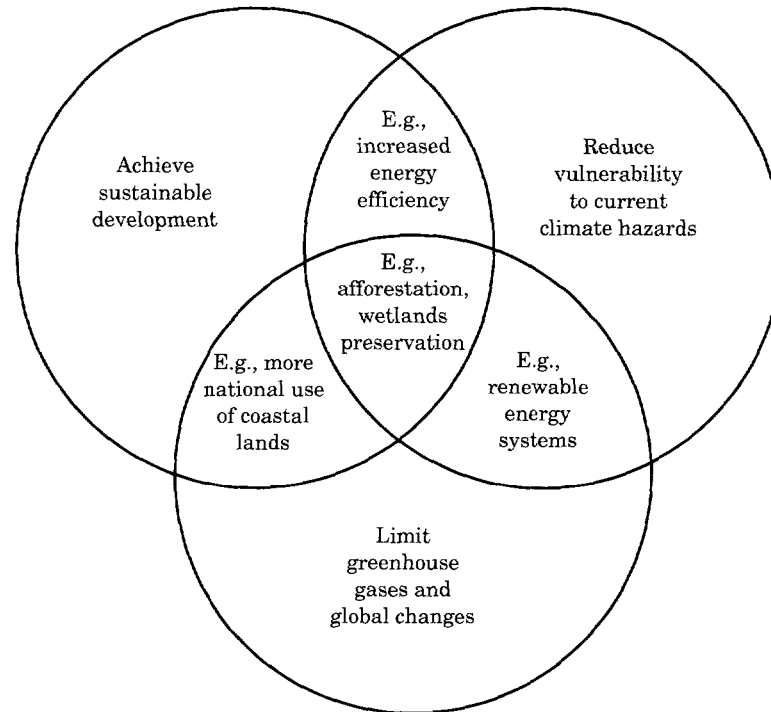 E.g.,
increased
energy
efficiency
Achieve
sustainable
development
Reduce
vulnerability
to current
climate hazards
E.g.,
afforestation,
wetlands
preservation
E.g., more
national use
of coastal
lands
E.g.,
renewable
energy
systems
Limit
greenhouse
gases and
global changes